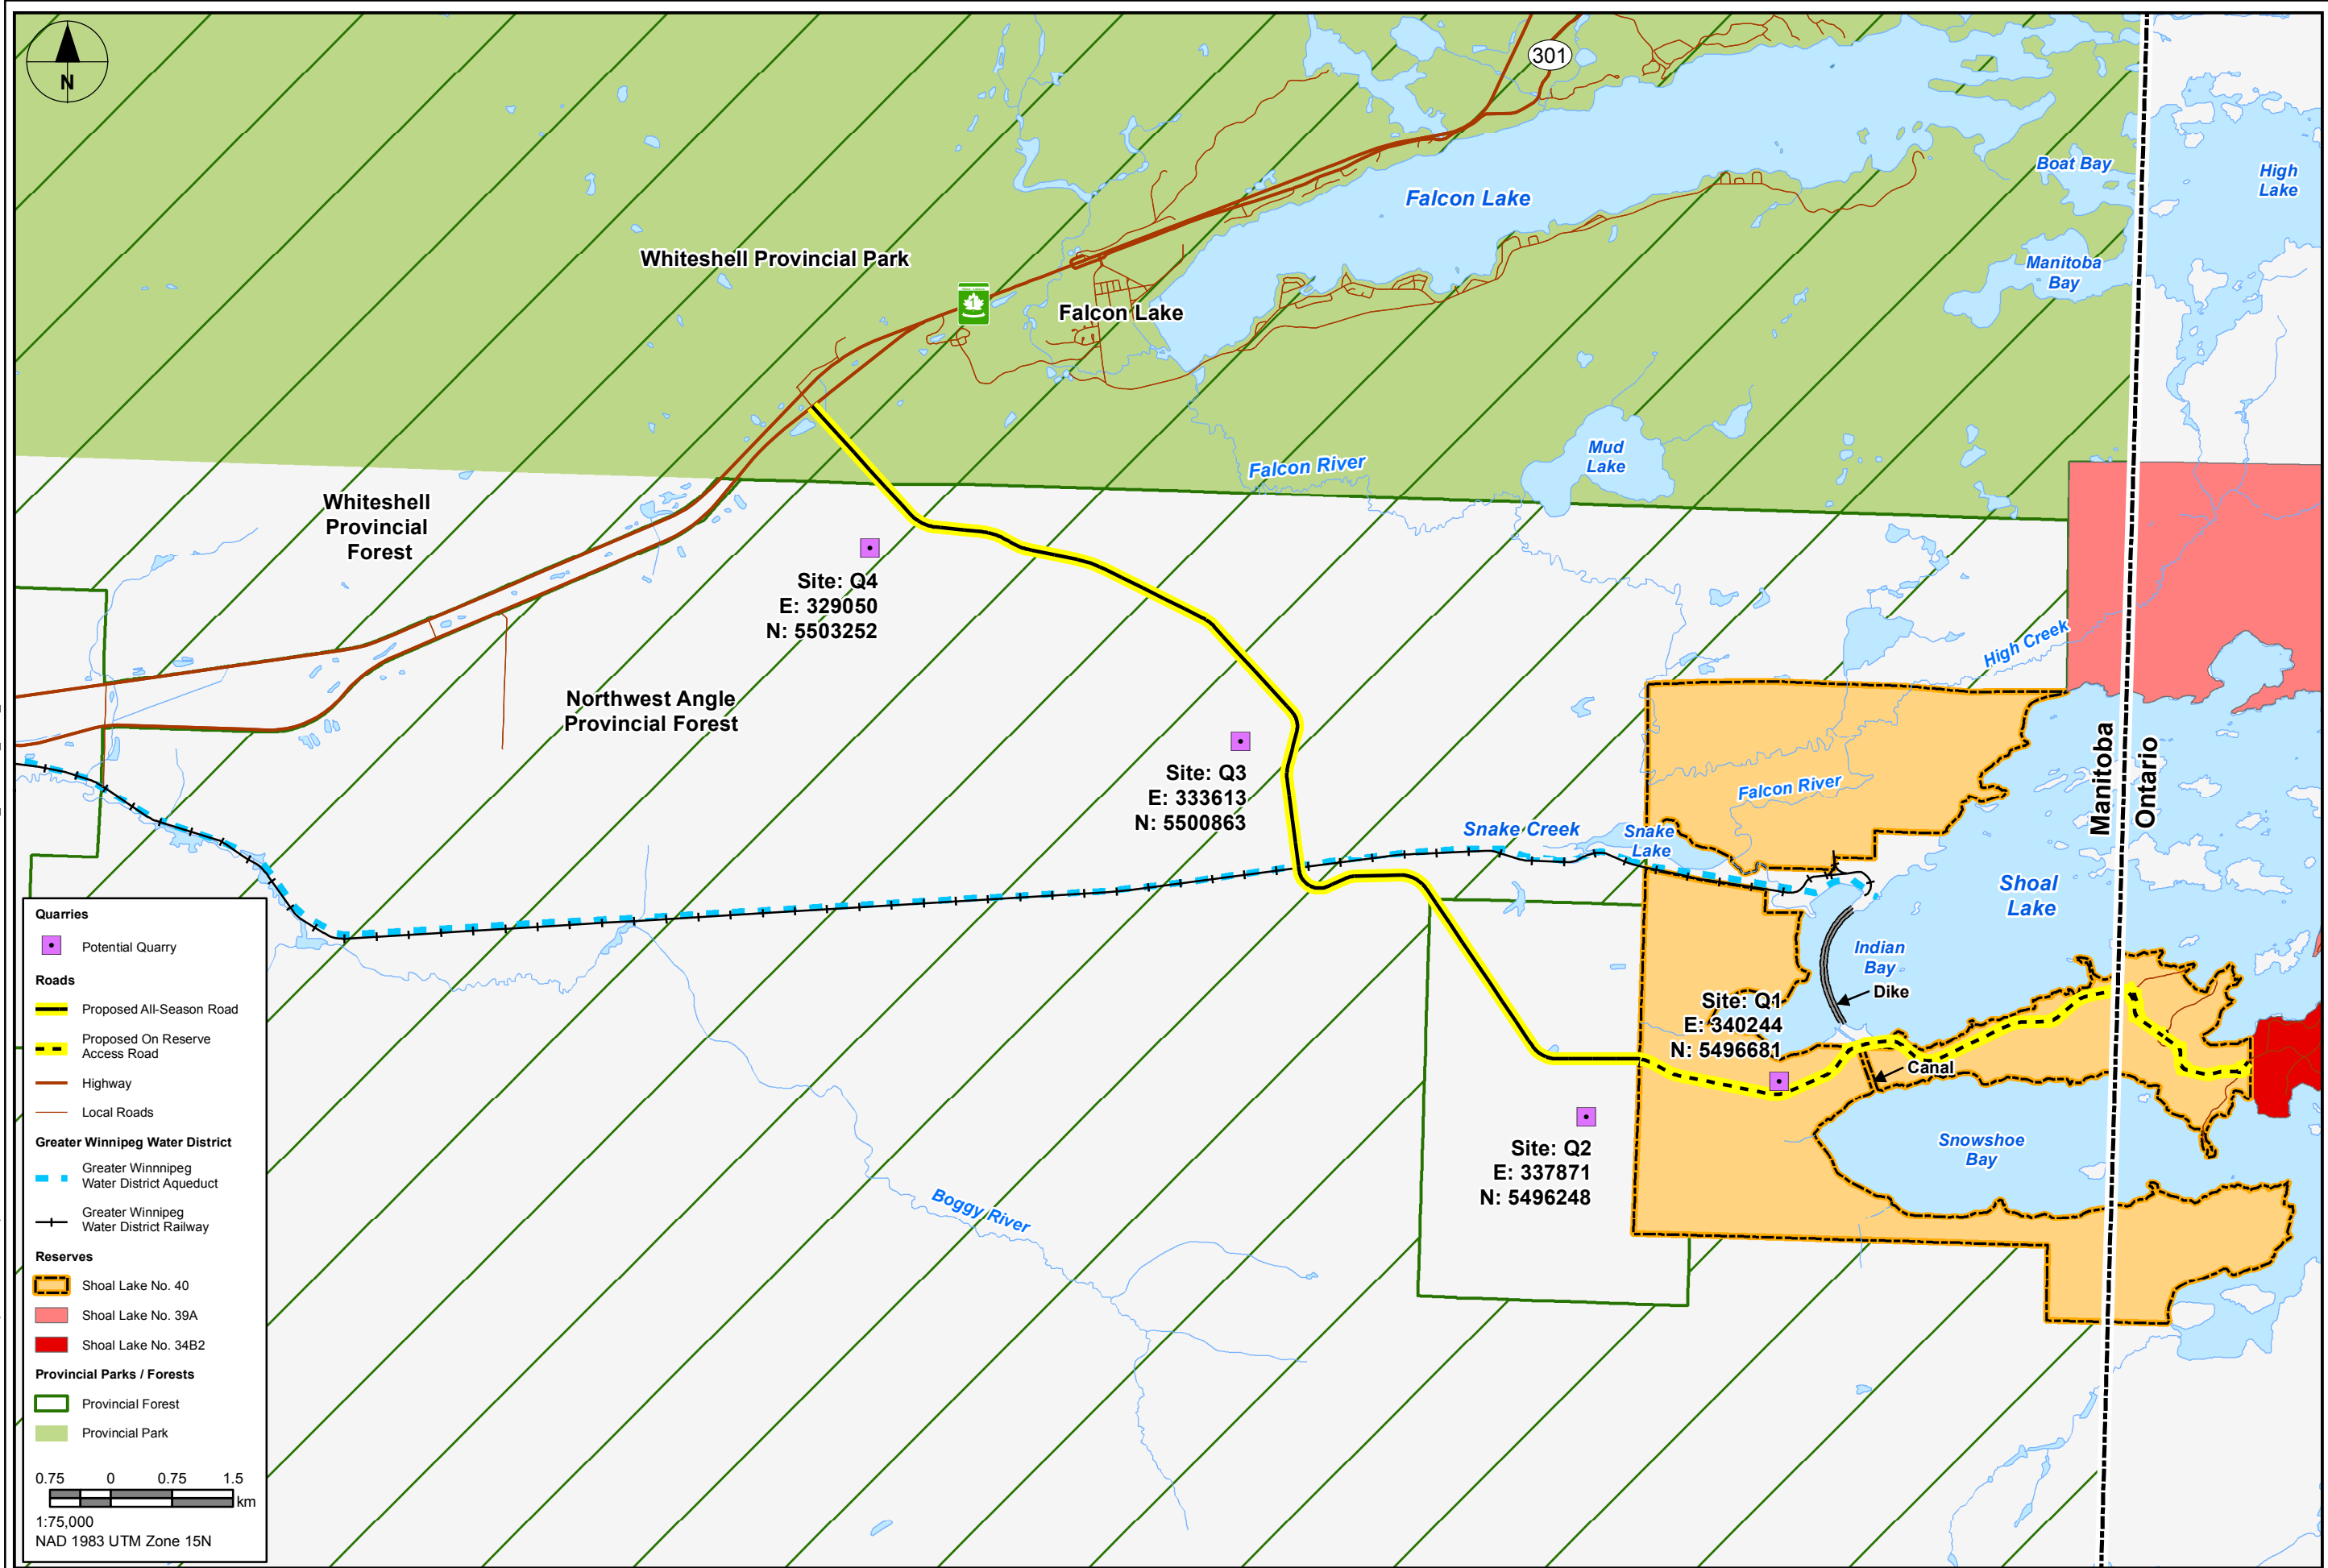 N
301
Boat Bay
High
Lake
Falcon Lake
Whiteshell Provincial Park
Manitoba
Bay
1
Falcon Lake
Mud
Lake
Falcon River
Whiteshell
Provincial
Forest
Site: Q4
E: 329050
N: 5503252
High Creek
Northwest Angle
Provincial Forest
Manitoba
Ontario
Site: Q3
E: 333613
N: 5500863
Falcon River
Snake Creek
Snake
Lake
Shoal
Lake
Indian
Bay
Dike
Site: Q1
E: 340244
N: 5496681
Canal
Snowshoe
Bay
Site: Q2
E: 337871
N: 5496248
Boggy River
Quarries
Potential Quarry
Roads
Proposed All-Season Road
Proposed On Reserve
Access Road
Highway
Local Roads
Greater Winnipeg Water District
Greater Winnnipeg
Water District Aqueduct
Greater Winnipeg
Water District Railway
Reserves
Shoal Lake No. 40
Shoal Lake No. 39A
Shoal Lake No. 34B2
Provincial Parks / Forests
Provincial Forest
Provincial Park
0.75 0 0.75 1.5
km
1:75,000
NAD 1983 UTM Zone 15N